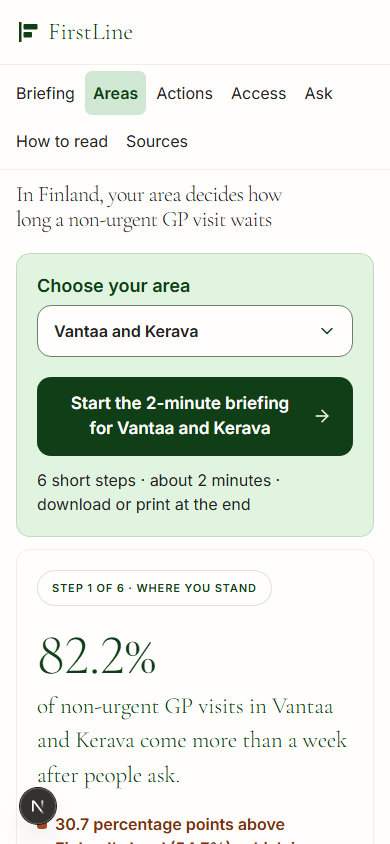 FirstLine
Briefing Areas Actions Access Ask
How to read Sources
In Finland, your area decides how
long a non-urgent GP visit waits
Choose your area
Vantaa and Kerava
Start the 2-minute briefing
for Vantaa and Kerava
6 short steps · about 2 minutes ·
download or print at the end
STEP 1 OF 6 · WHERE YOU STAND
82.2%
of non-urgent GP visits in Vantaa
and Kerava come more than a week
after people ask.
N
30.7 percentage points above